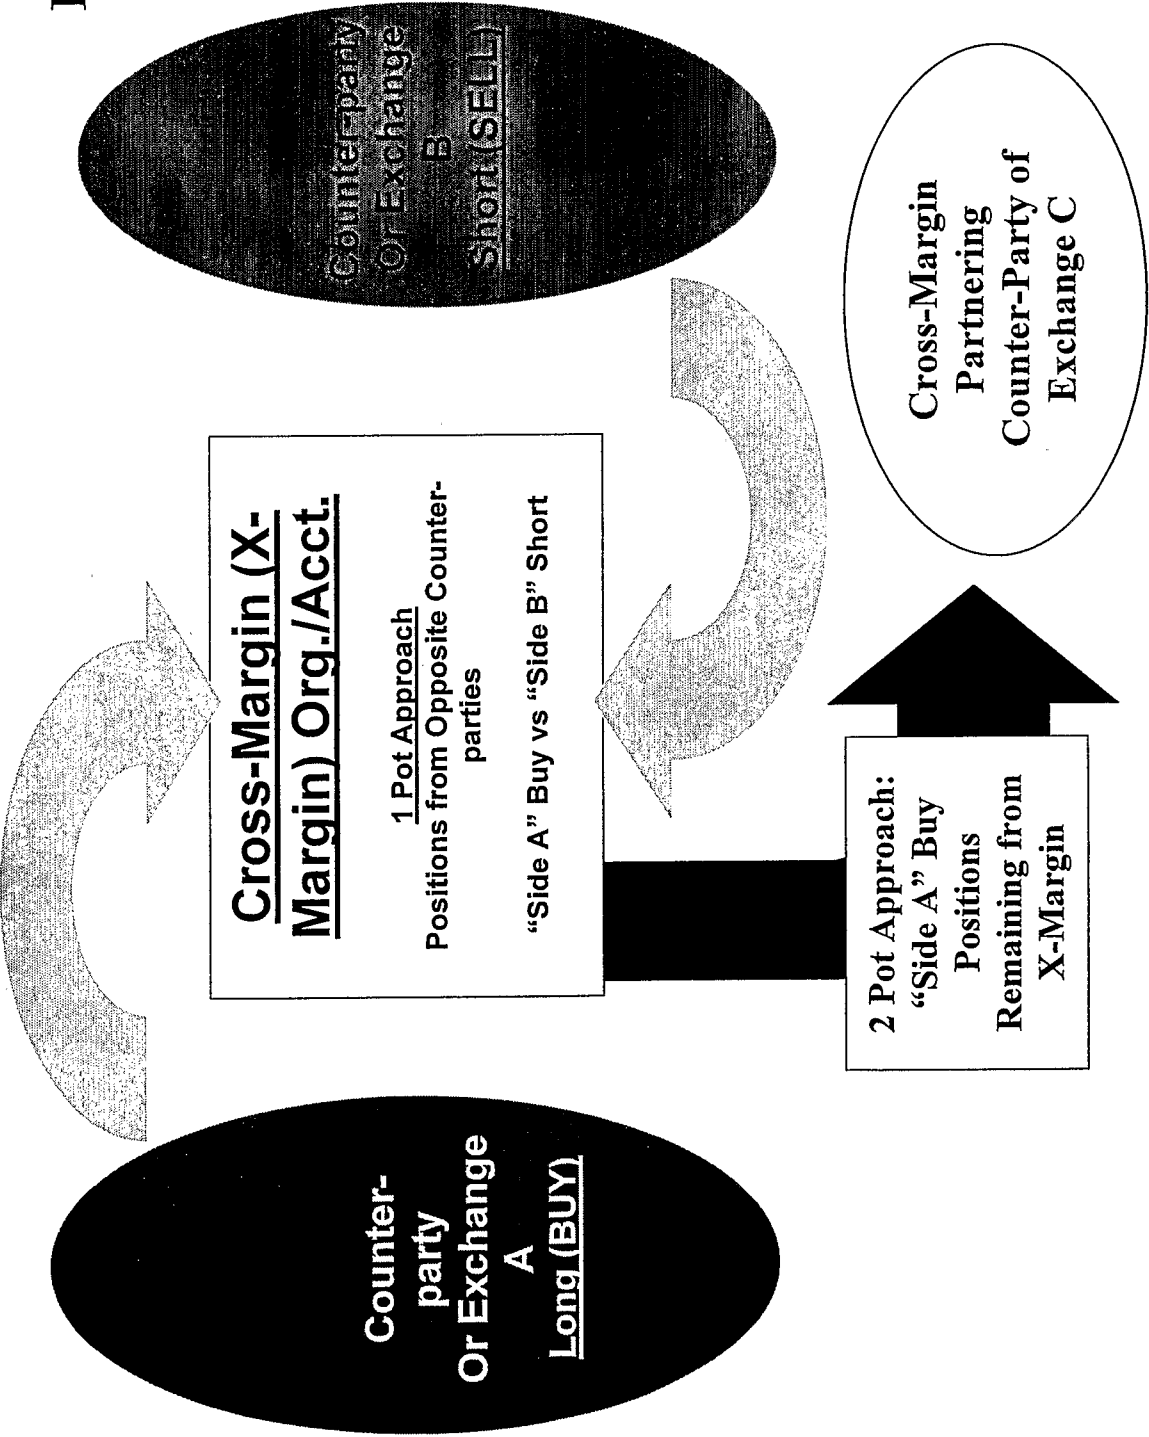 Counter-
party
Or Exchange
A
Long (BUY)
Cross-Margin (X-
Margin) Org./Acct.
1 Pot Approach
Positions from Opposite Counter-
parties
“Side A” Buy vs “Side B” Short
Counter-party
Or Exchange
B
Short (SELL)
2 Pot Approach:
“Side A” Buy
Positions
Remaining from
X-Margin
Cross-Margin
Partnering
Counter-Party of
Exchange C